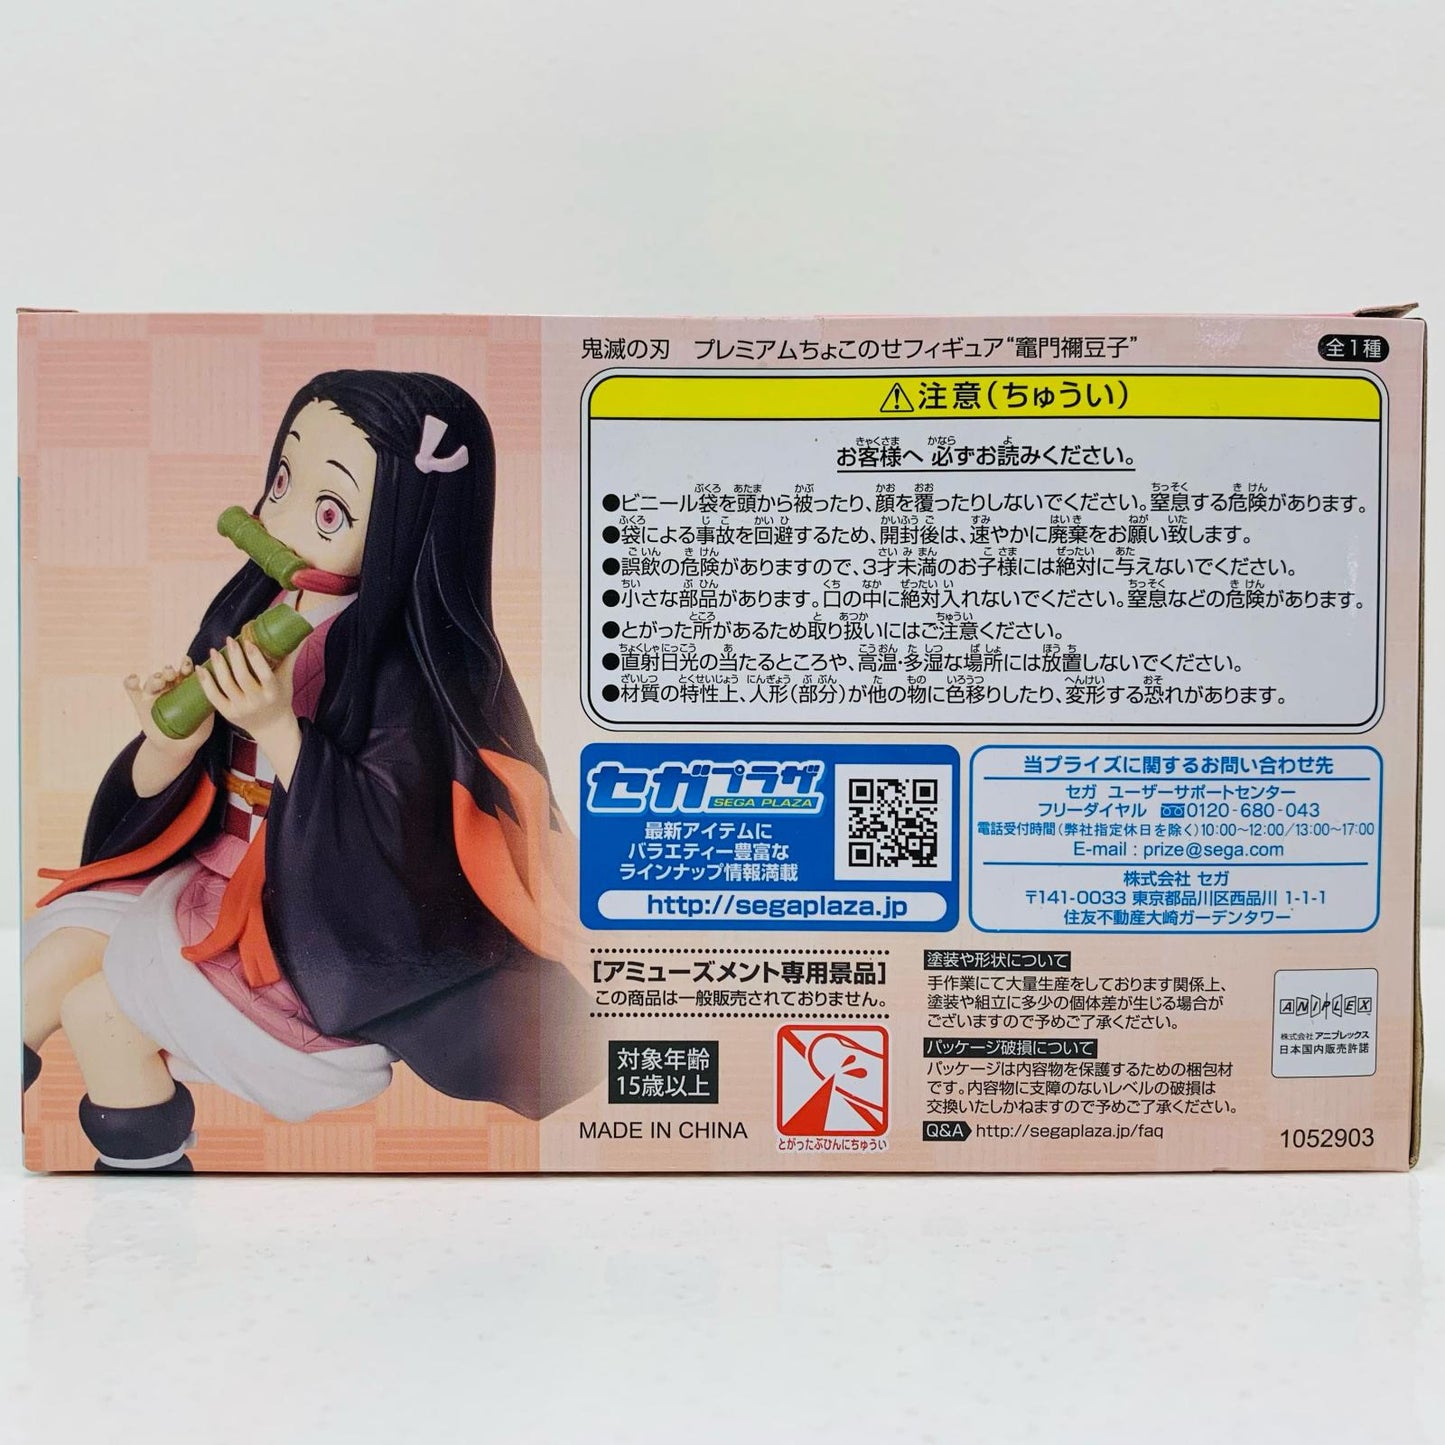 鬼滅の刃 プレミアムちょこのせフィギュア“竈門禰豆子”
全1種
⚠注意(ちゅうい)
お客様へ 必ずお読みください。
●ビニール袋を頭から被ったり、顔を覆ったりしないでください。窒息する危険があります。
●袋による事故を回避するため、開封後は、速やかに廃棄をお願い致します。
●誤飲の危険がありますので、3才未満のお子様には絶対に与えないでください。
●小さな部品があります。口の中に絶対入れないでください。窒息などの危険があります。
●とがった所があるため取り扱いにはご注意ください。
●直射日光の当たるところや、高温・多湿な場所には放置しないでください。
●材質の特性上、人形(部分)が他の物に色移りしたり、変形する恐れがあります。
セガプラザ
SEGA PLAZA
最新アイテムに
バラエティー豊富な
ラインナップ情報満載
http://segaplaza.jp
当プライズに関するお問い合わせ先
セガ ユーザーサポートセンター
フリーダイヤル 0120-680-043
電話受付時間(弊社指定休日を除く)10:00~12:00/13:00~17:00
E-mail : prize@sega.com
株式会社 セガ
〒141-0033 東京都品川区西品川 1-1-1
住友不動産大崎ガーデンタワー
[アミューズメント専用景品]
この商品は一般販売されておりません。
対象年齢
15歳以上
MADE IN CHINA
とがったぶひんにちゅうい
塗装や形状について
手作業にて大量生産をしております関係上、
塗装や組立に多少の個体差が生じる場合が
ございますので予めご了承ください。
パッケージ破損について
パッケージは内容物を保護するための梱包材
です。内容物に支障のないレベルの破損は
交換いたしかねますので予めご了承ください。
Q&A http://segaplaza.jp/faq
ANIPLEX
株式会社 アニプレックス
日本国内販売許諾
1052903